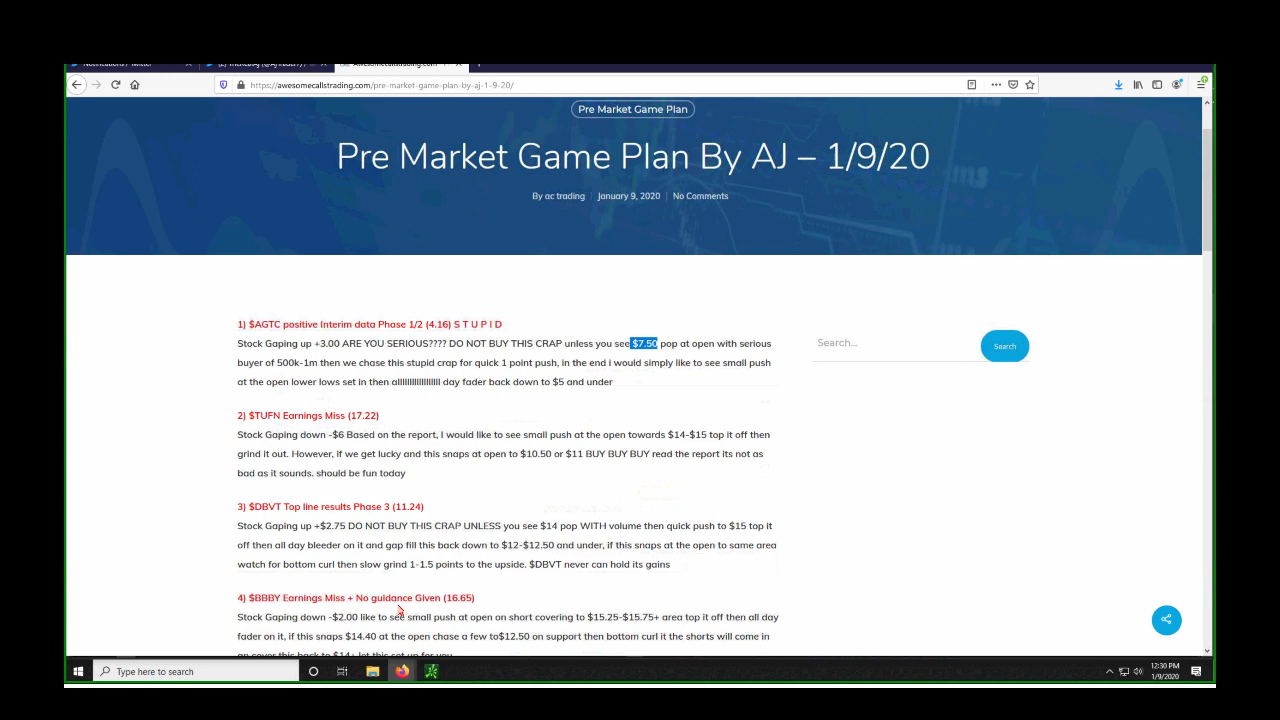 https://awesomecallstrading.com/pre-market-game-plan-by-aj-1-9-20/
Pre Market Game Plan
Pre Market Game Plan By AJ – 1/9/20
By ac trading | January 9, 2020 | No Comments
1) $AGTC positive Interim data Phase 1/2 (4.16) S T U P I D
Stock Gaping up +3.00 ARE YOU SERIOUS???? DO NOT BUY THIS CRAP unless you see $7.50 pop at open with serious
buyer of 500k-1m then we chase this stupid crap for quick 1 point push, in the end i would simply like to see small push
at the open lower lows set in then alllllllllllllllll day fader back down to $5 and under
Search...
Search
2) $TUFN Earnings Miss (17.22)
Stock Gaping down -$6 Based on the report, I would like to see small push at the open towards $14-$15 top it off then
grind it out. However, if we get lucky and this snaps at open to $10.50 or $11 BUY BUY BUY read the report its not as
bad as it sounds. should be fun today
3) $DBVT Top line results Phase 3 (11.24)
Stock Gaping up +$2.75 DO NOT BUY THIS CRAP UNLESS you see $14 pop WITH volume then quick push to $15 top it
off then all day bleeder on it and gap fill this back down to $12-$12.50 and under, if this snaps at the open to same area
watch for bottom curl then slow grind 1-1.5 points to the upside. $DBVT never can hold its gains
4) $BBBY Earnings Miss + No guidance Given (16.65)
Stock Gaping down -$2.00 like to see small push at open on short covering to $15.25-$15.75+ area top it off then all day
fader on it, if this snaps $14.40 at the open chase a few to$12.50 on support then bottom curl it the shorts will come in
an cover this back to $14+ let this set up for you
Type here to search
12:30 PM
1/9/2020